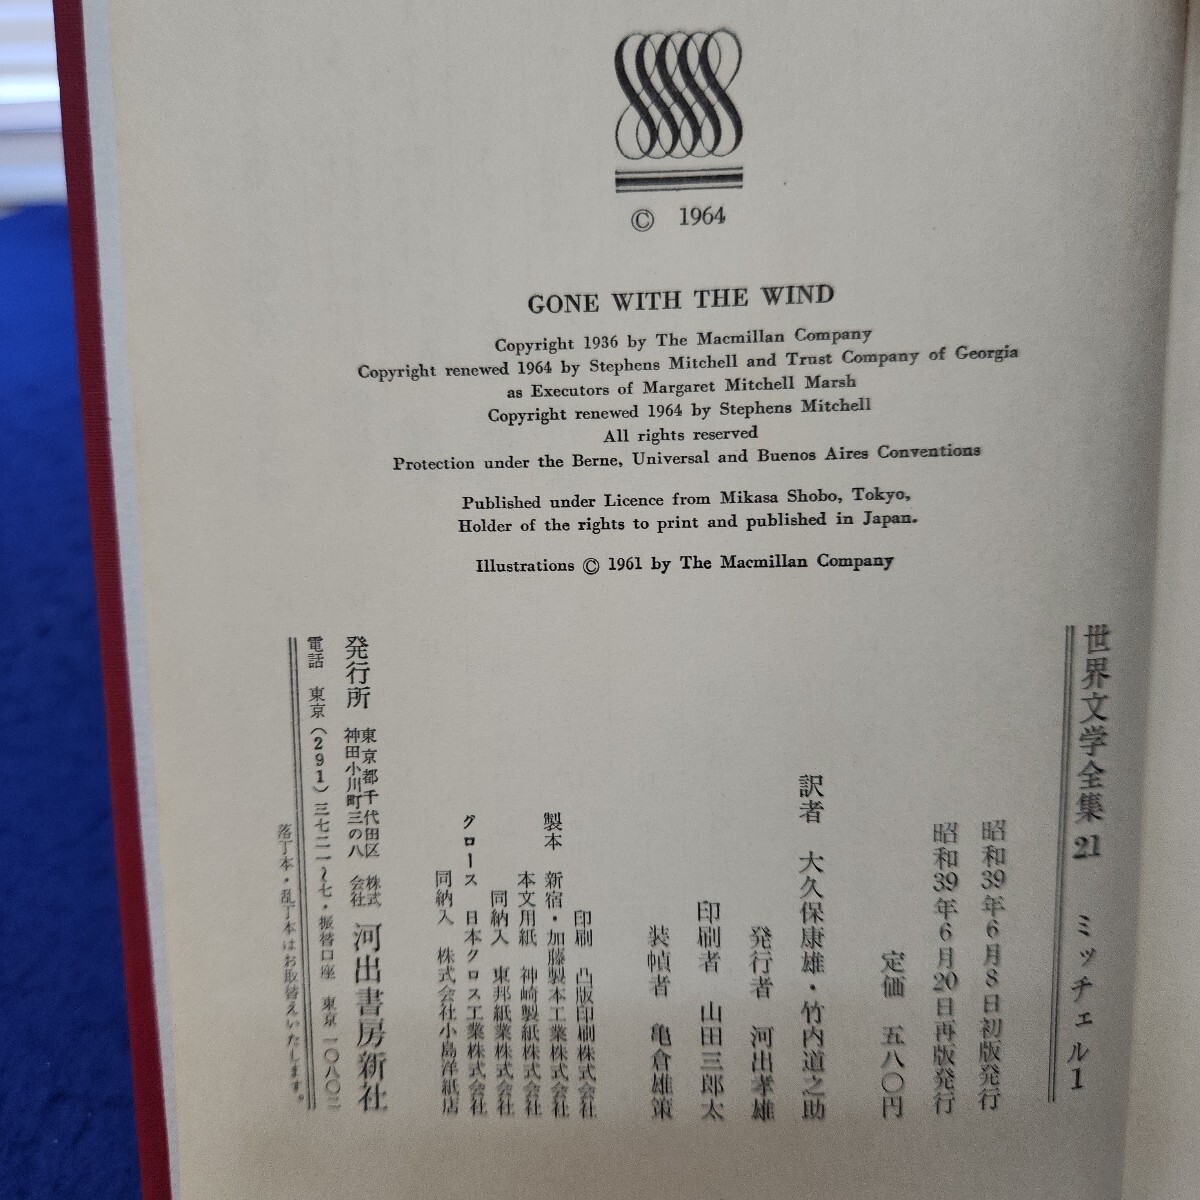 © 1964
GONE WITH THE WIND
Copyright 1936 by The Macmillan Company
Copyright renewed 1964 by Stephens Mitchell and Trust Company of Georgia
as Executors of Margaret Mitchell Marsh
Copyright renewed 1964 by Stephens Mitchell
All rights reserved
Protection under the Berne, Universal and Buenos Aires Conventions
Published under Licence from Mikasa Shobo, Tokyo,
Holder of the rights to print and published in Japan.
Illustrations © 1961 by The Macmillan Company
世界文学全集 21 ミッチェル1
昭和39年6月8日初版発行
昭和39年6月20日再版発行
定価 五八〇円
訳者 大久保康雄・竹内道之助
発行者 河出孝雄
印刷者 山田三郎太
装幀者 亀倉雄策
印刷 凸版印刷株式会社
製本 新宿・加藤製本工業株式会社
本文用紙 神崎製紙株式会社
同納入 東邦紙業株式会社
クロース 日本クロス工業株式会社
同納入 株式会社小島洋紙店
発行所 東京都千代田区神田小川町三の八 株式会社 河出書房新社
電話 東京(291)三七二一〜七・振替口座 東京一〇八〇二
落丁本・乱丁本はお取替えいたします。